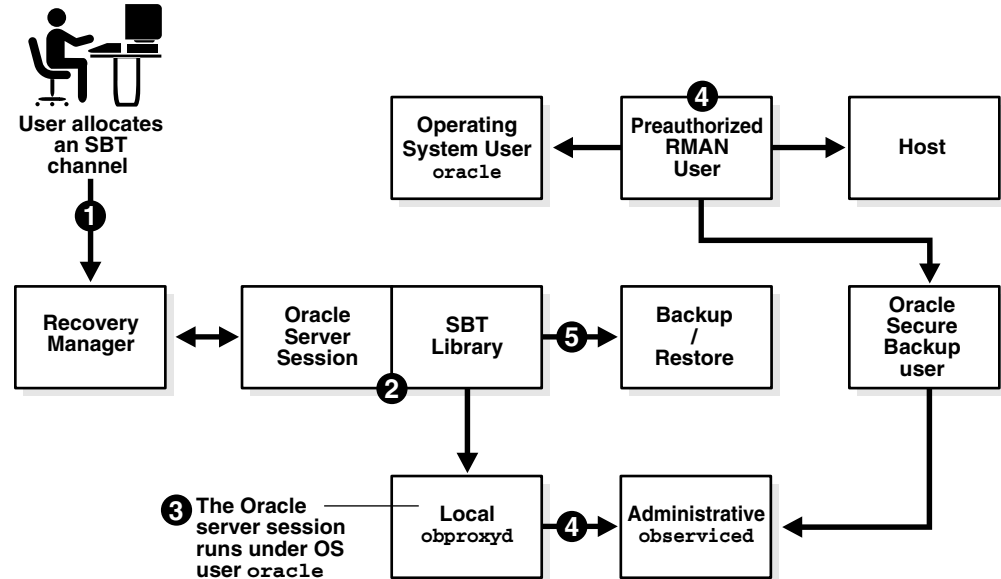 User allocates
an SBT
channel
1
4
Operating
System User
oracle
Preauthorized
RMAN
User
Host
Recovery
Manager
Oracle
Server
Session
SBT
Library
2
5
Backup
/
Restore
Oracle
Secure
Backup
user
3 The Oracle
server session
runs under OS
user oracle
Local
obproxyd
4
Administrative
observiced